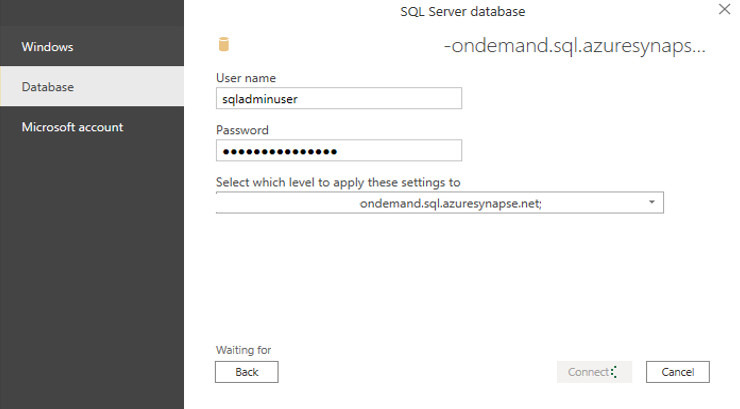 SQL Server database
Windows
Database
Microsoft account
-ondemand.sql.azuresynaps...
User name
sqladminuser
Password
●●●●●●●●●●●●●●●
Select which level to apply these settings to
ondemand.sql.azuresynapse.net;
Waiting for
Back
Connect
Cancel